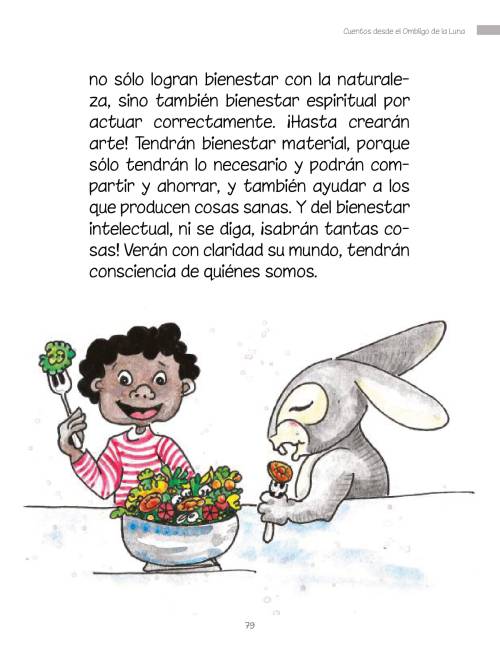 Cuentos desde el Ombligo de la Luna
no sólo logran bienestar con la naturale-
za, sino también bienestar espiritual por
actuar correctamente. ¡Hasta crearán
arte! Tendrán bienestar material, porque
sólo tendrán lo necesario y podrán com-
partir y ahorrar, y también ayudar a los
que producen cosas sanas. Y del bienestar
intelectual, ni se diga, ¡sabrán tantas co-
sas! Verán con claridad su mundo, tendrán
consciencia de quiénes somos.
79